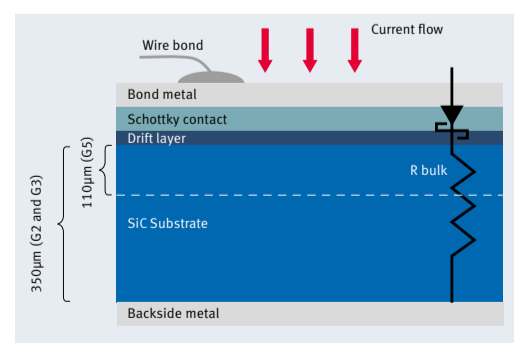 Current flow
Wire bond
Bond metal
Schottky contact
Drift layer
110µm (G5)
R bulk
350µm (G2 and G3)
SiC Substrate
Backside metal